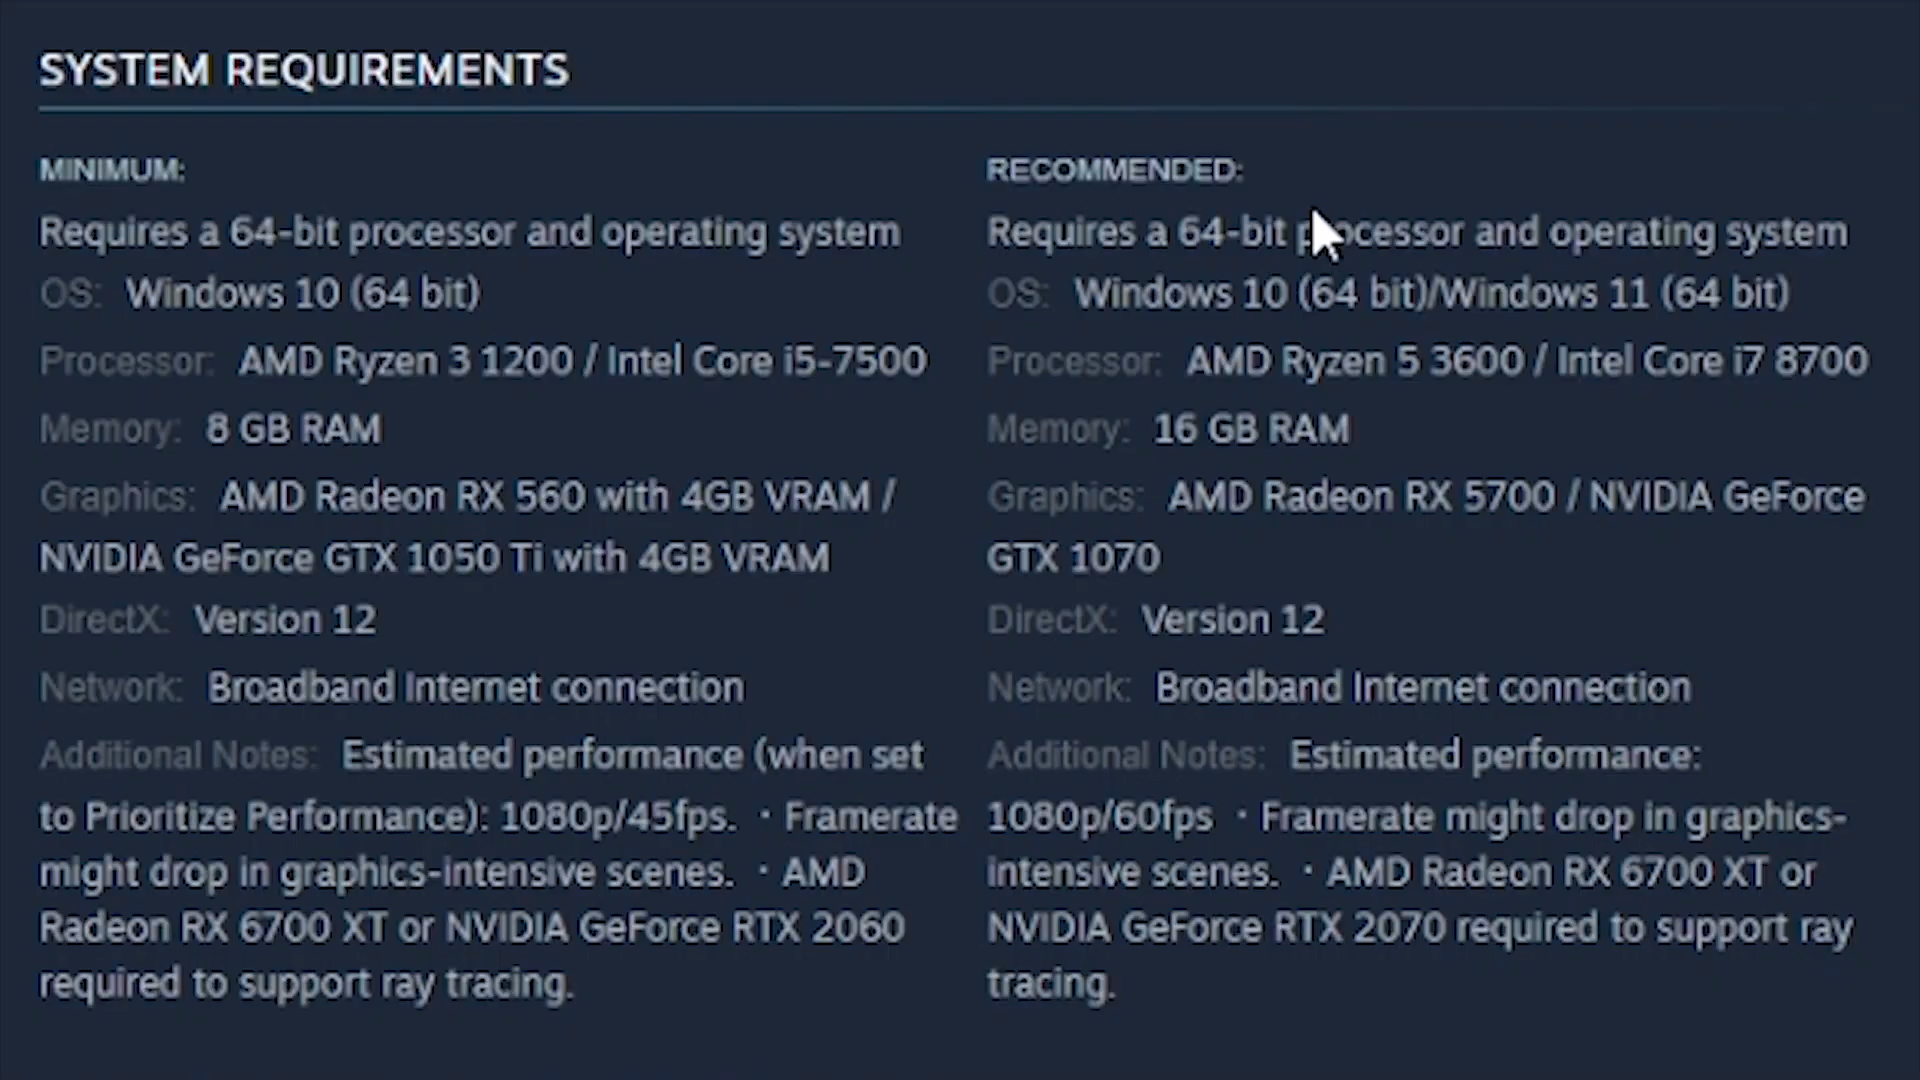 SYSTEM REQUIREMENTS
MINIMUM:
Requires a 64-bit processor and operating system
OS: Windows 10 (64 bit)
Processor: AMD Ryzen 3 1200 / Intel Core i5-7500
Memory: 8 GB RAM
Graphics: AMD Radeon RX 560 with 4GB VRAM /
NVIDIA GeForce GTX 1050 Ti with 4GB VRAM
DirectX: Version 12
Network: Broadband Internet connection
Additional Notes: Estimated performance (when set
to Prioritize Performance): 1080p/45fps. · Framerate
might drop in graphics-intensive scenes. · AMD
Radeon RX 6700 XT or NVIDIA GeForce RTX 2060
required to support ray tracing.
RECOMMENDED:
Requires a 64-bit processor and operating system
OS: Windows 10 (64 bit)/Windows 11 (64 bit)
Processor: AMD Ryzen 5 3600 / Intel Core i7 8700
Memory: 16 GB RAM
Graphics: AMD Radeon RX 5700 / NVIDIA GeForce
GTX 1070
DirectX: Version 12
Network: Broadband Internet connection
Additional Notes: Estimated performance:
1080p/60fps · Framerate might drop in graphics-
intensive scenes. · AMD Radeon RX 6700 XT or
NVIDIA GeForce RTX 2070 required to support ray
tracing.